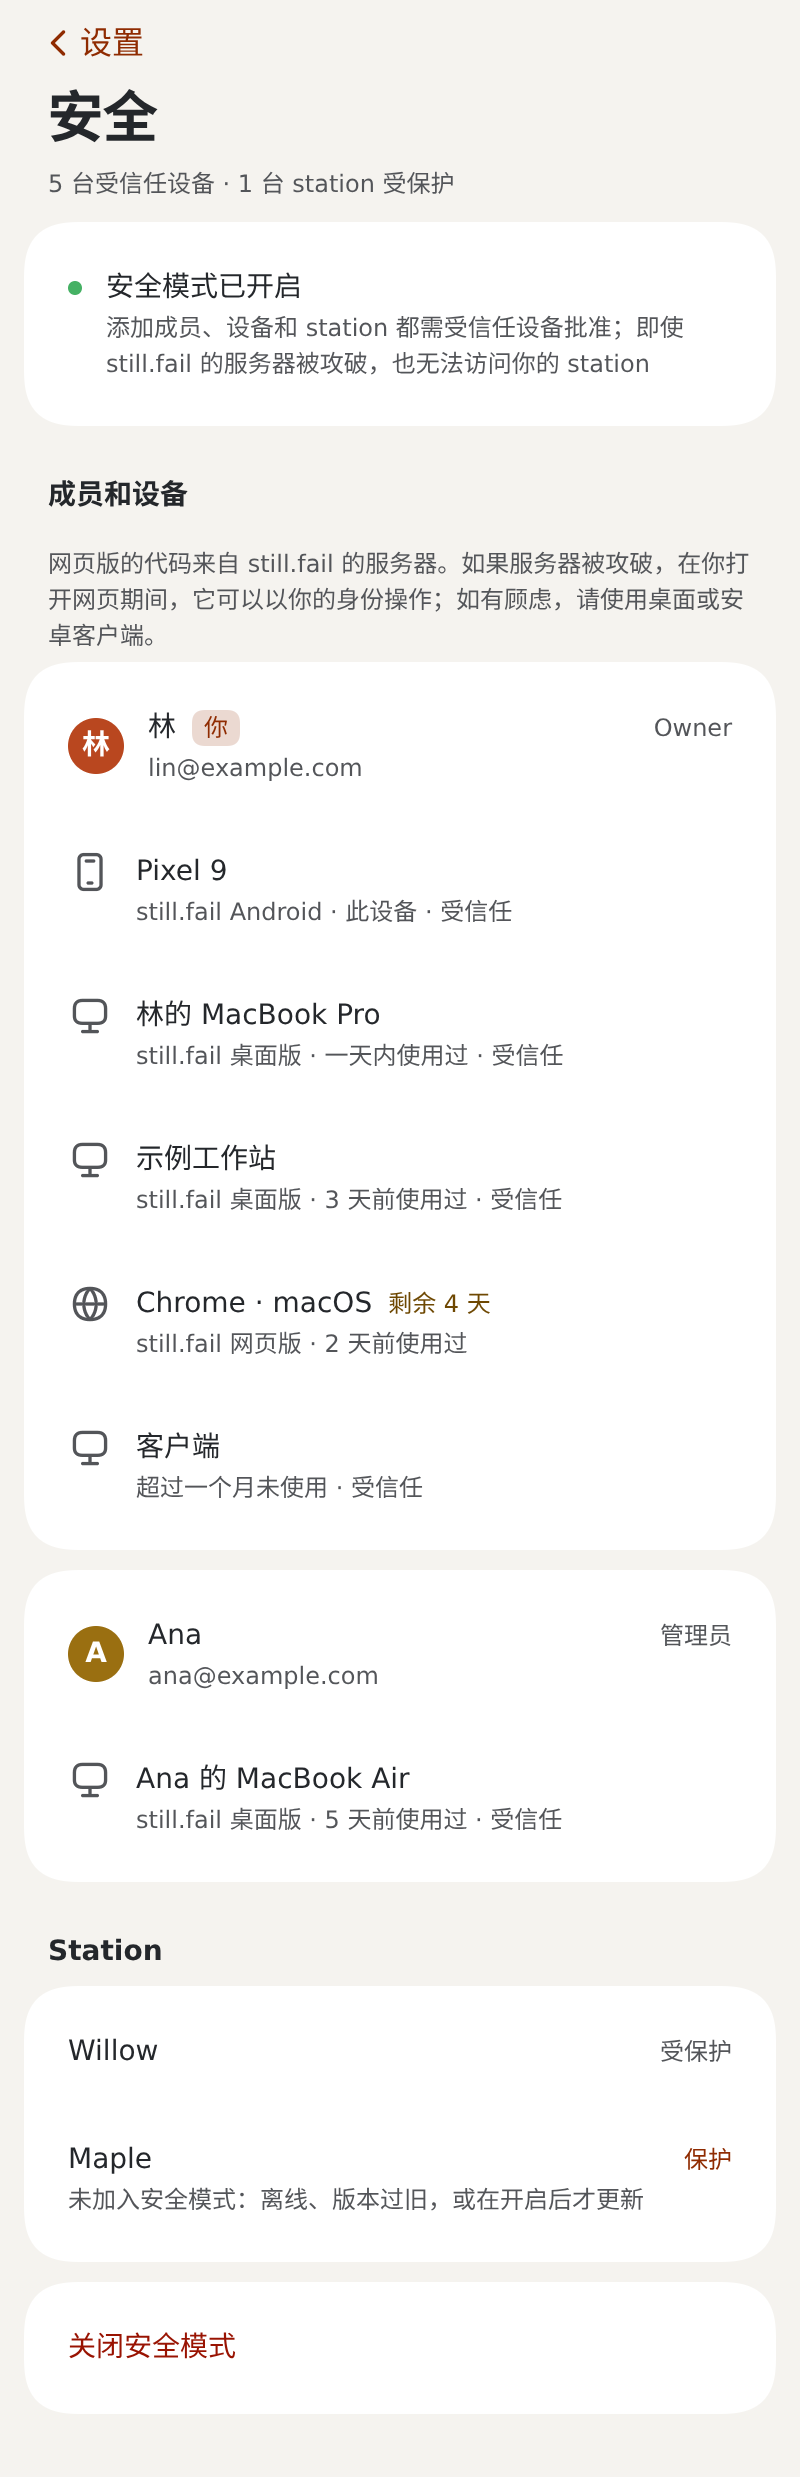 设置
安全
5 台受信任设备 · 1 台 station 受保护
安全模式已开启
添加成员、设备和 station 都需受信任设备批准；即使
still.fail 的服务器被攻破，也无法访问你的 station
成员和设备
网页版的代码来自 still.fail 的服务器。如果服务器被攻破，在你打
开网页期间，它可以以你的身份操作；如有顾虑，请使用桌面或安
卓客户端。
林
林 你
Owner
lin@example.com
Pixel 9
still.fail Android · 此设备 · 受信任
林的 MacBook Pro
still.fail 桌面版 · 一天内使用过 · 受信任
示例工作站
still.fail 桌面版 · 3 天前使用过 · 受信任
Chrome · macOS 剩余 4 天
still.fail 网页版 · 2 天前使用过
客户端
超过一个月未使用 · 受信任
A
Ana
管理员
ana@example.com
Ana 的 MacBook Air
still.fail 桌面版 · 5 天前使用过 · 受信任
Station
Willow
受保护
Maple
保护
未加入安全模式：离线、版本过旧，或在开启后才更新
关闭安全模式